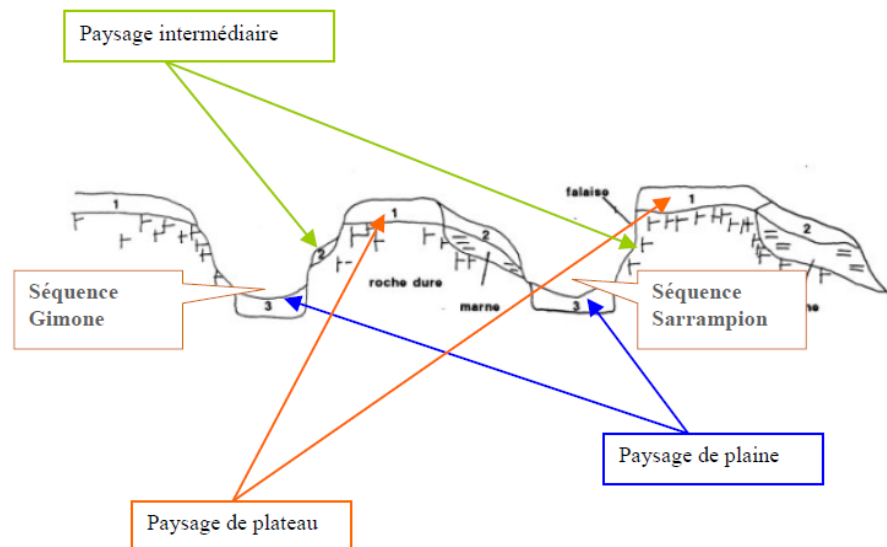 Paysage intermédiaire
falaise
1
1
1
2
2
2
roche dure
marne
Séquence
Gimone
Séquence
Sarrampion
3
3
Paysage de plaine
Paysage de plateau